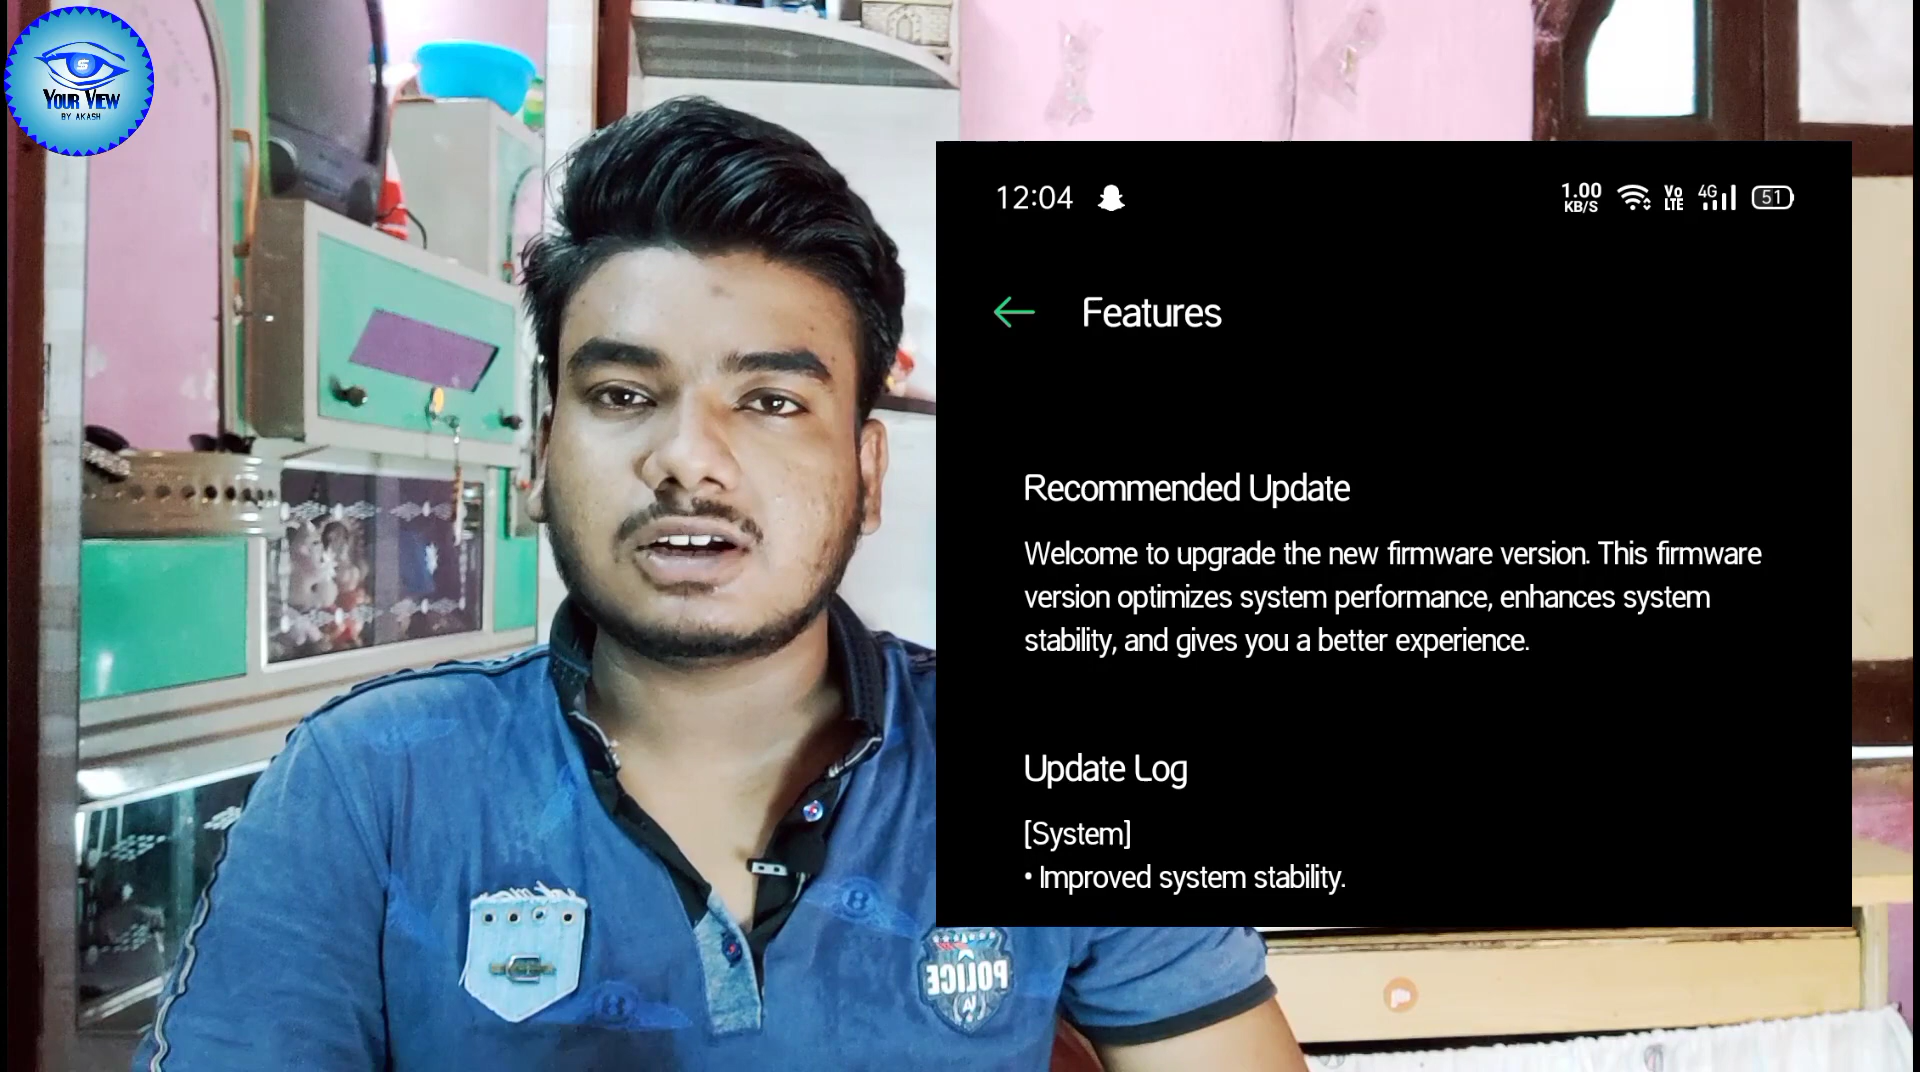 YOUR VIEW
BY AKASH
12:04
1.00
KB/S
Vo
LTE
4G
51
Features
Recommended Update
Welcome to upgrade the new firmware version. This firmware
version optimizes system performance, enhances system
stability, and gives you a better experience.
Update Log
[System]
• Improved system stability.
POLICE